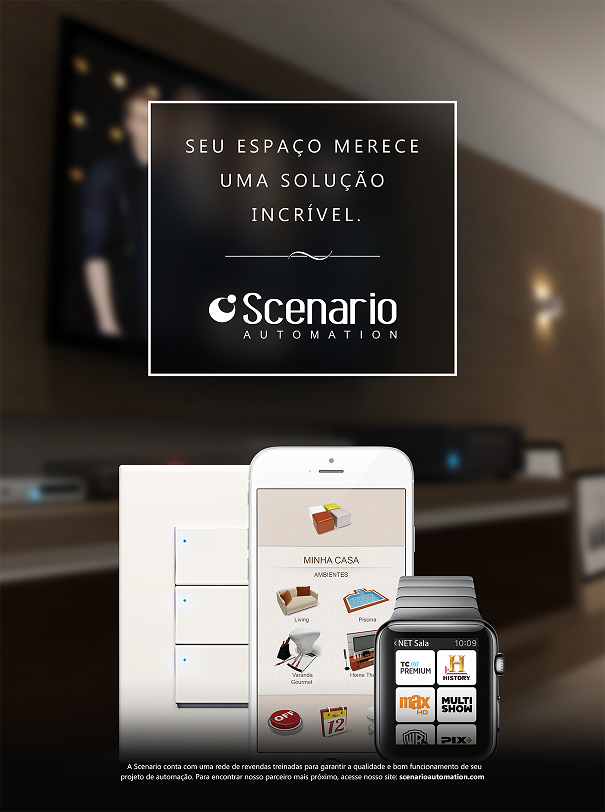 SEU ESPAÇO MERECE
UMA SOLUÇÃO
INCRÍVEL.
Scenario
AUTOMATION
MINHA CASA
AMBIENTES
Living
Piscina
Varanda
Gourmet
Home The
OFF
12
NET Sala 10:09
TC
PREMIUM
H
HISTORY
max
HD
MULTI
SHOW
WB
PIX+
A Scenario conta com uma rede de revendas treinadas para garantir a qualidade e bom funcionamento de seu
projeto de automação. Para encontrar nosso parceiro mais próximo, acesse nosso site: scenarioautomation.com